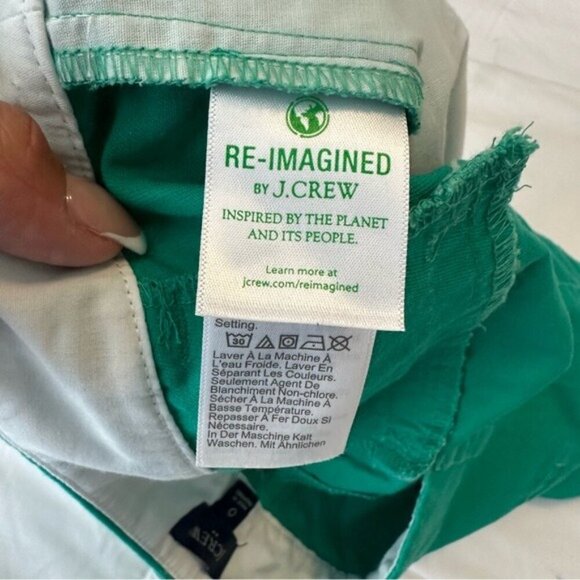 RE-IMAGINED
BY J.CREW
INSPIRED BY THE PLANET
AND ITS PEOPLE.
Learn more at
jcrew.com/reimagined
Setting.
30
Laver À La Machine À
L'eau Froide. Laver En
Séparant Les Couleurs.
Seulement Agent De
Blanchiment Non-chlore.
Sécher À La Machine À
Basse Température.
Repasser À Fer Doux Si
Nécessaire.
In Der Maschine Kalt
Waschen. Mit Ähnlichen
J.CREW
0